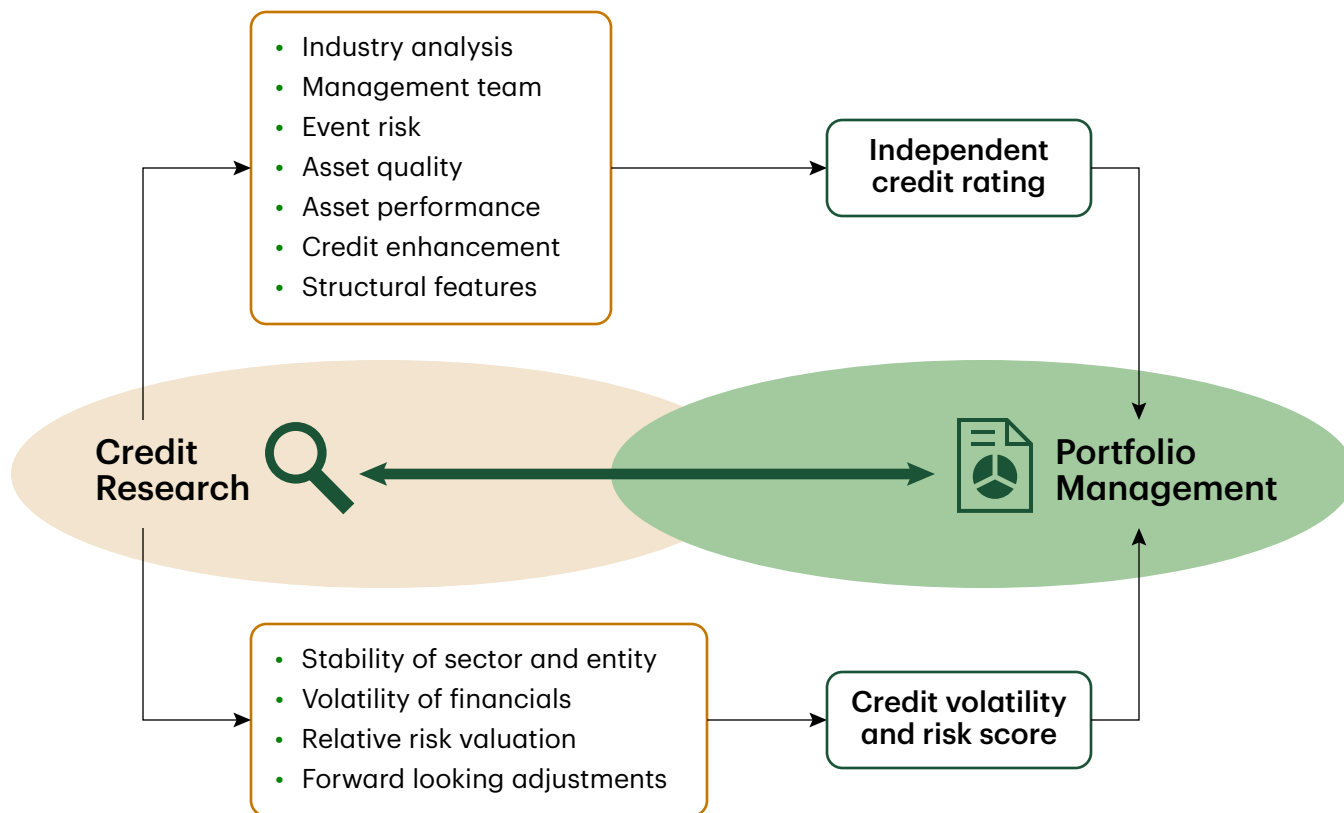 Industry analysis
Management team
Event risk
Asset quality
Asset performance
Credit enhancement
Structural features
Independent
credit rating
Credit
Research
Portfolio
Management
Stability of sector and entity
Volatility of financials
Relative risk valuation
Forward looking adjustments
Credit volatility
and risk score